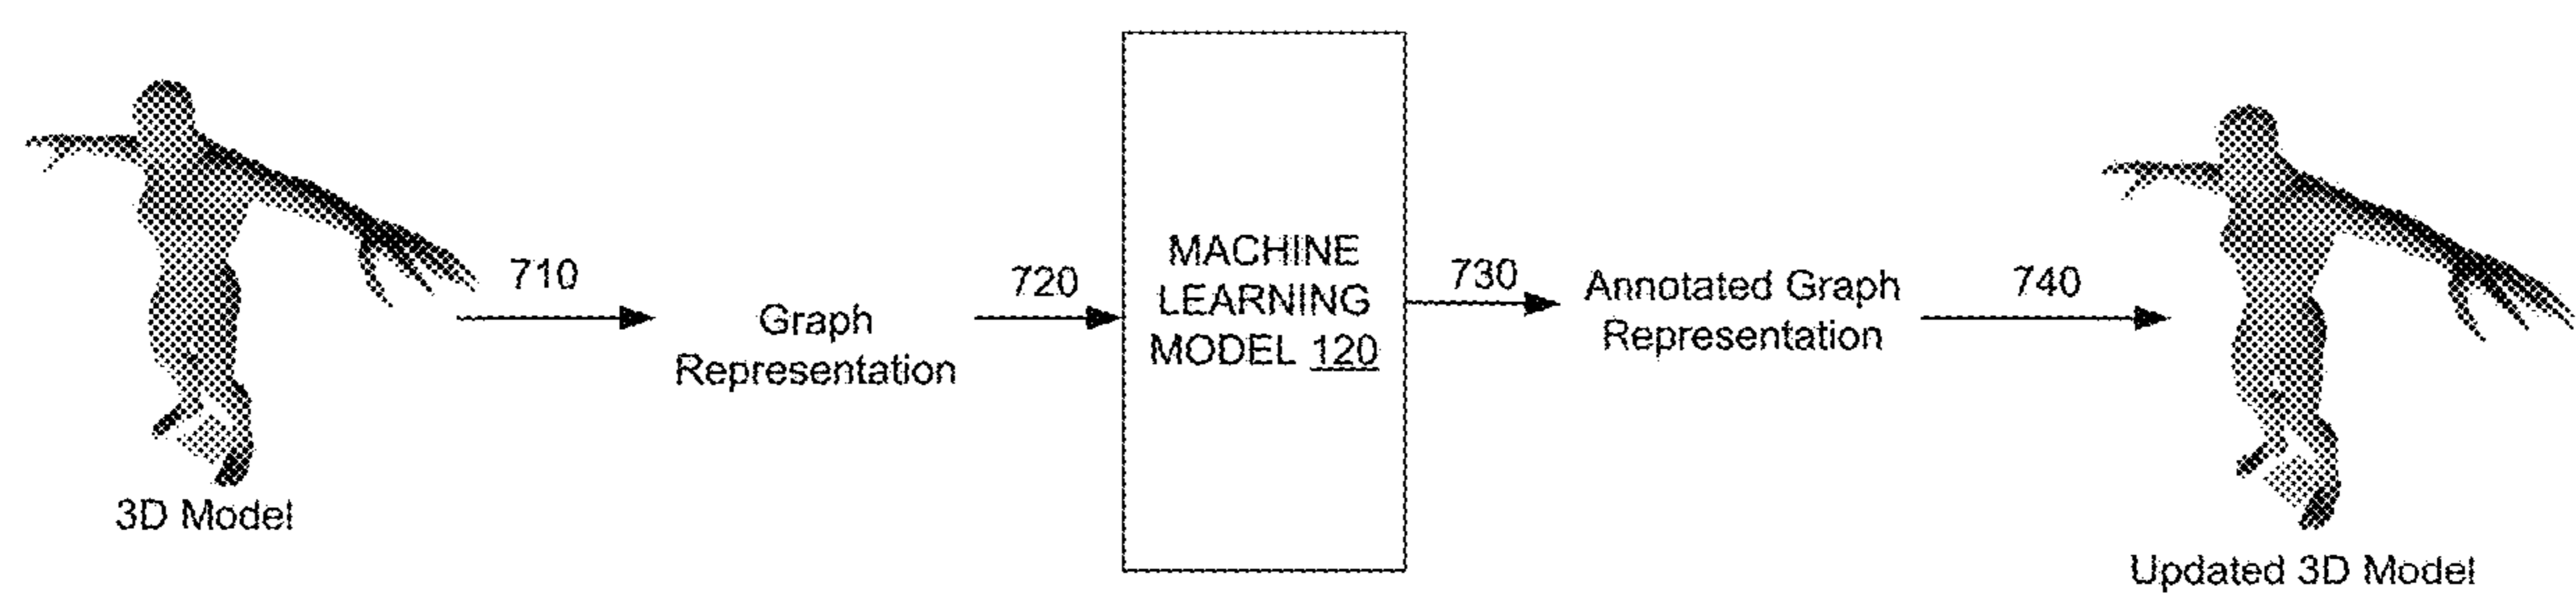 710
720
730
740
Graph
Representation
MACHINE
LEARNING
MODEL 120
Annotated Graph
Representation
3D Model
Updated 3D Model